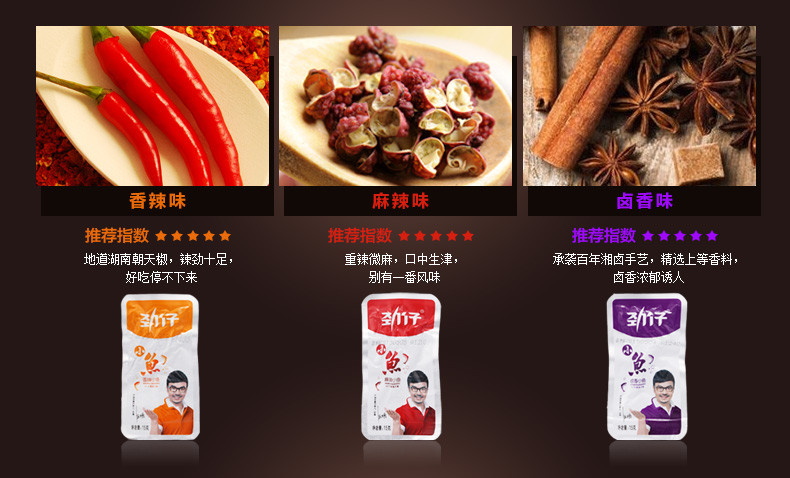 香辣味
推荐指数 ★★★★★
地道湖南朝天椒，辣劲十足，
好吃停不下来
劲仔
小鱼
麻辣味
推荐指数 ★★★★★
重辣微麻，口中生津，
别有一番风味
劲仔
小鱼
卤香味
推荐指数 ★★★★★
承袭百年湘卤手艺，精选上等香料，
卤香浓郁诱人
劲仔
小鱼